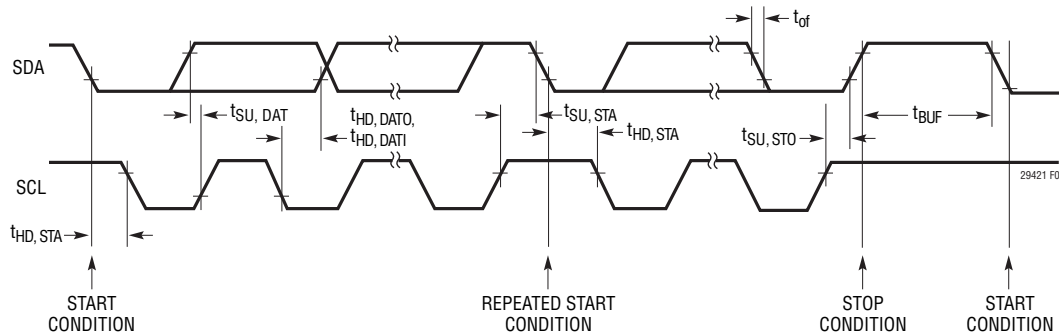 tof
SDA
tSU, DAT
tHD, DATO,
tHD, DATI
tSU, STA
tHD, STA
tSU, STO
tBUF
SCL
29421 F0
tHD, STA
START
CONDITION
REPEATED START
CONDITION
STOP
CONDITION
START
CONDITION